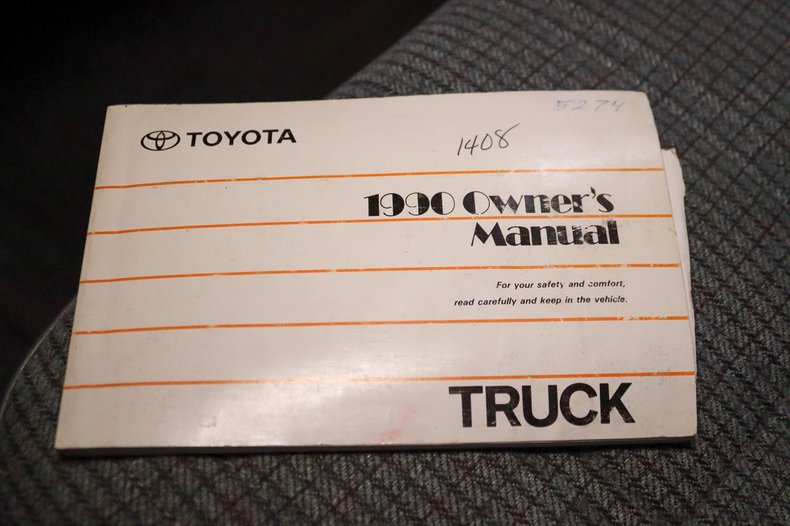 5274
TOYOTA
1408
1990 Owner's
Manual
For your safety and comfort,
read carefully and keep in the vehicle.
TRUCK